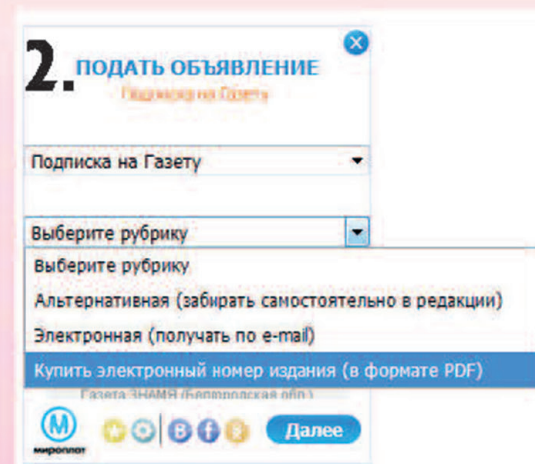 2. ПОДАТЬ ОБЪЯВЛЕНИЕ
Подписка на Газету
Подписка на Газету
Выберите рубрику
Выберите рубрику
Альтернативная (забирать самостоятельно в редакции)
Электронная (получать по e-mail)
Купить электронный номер издания (в формате PDF)
Газета ЗНАМЯ (Белгородская обл.)
М
мироплат
В f
Далее